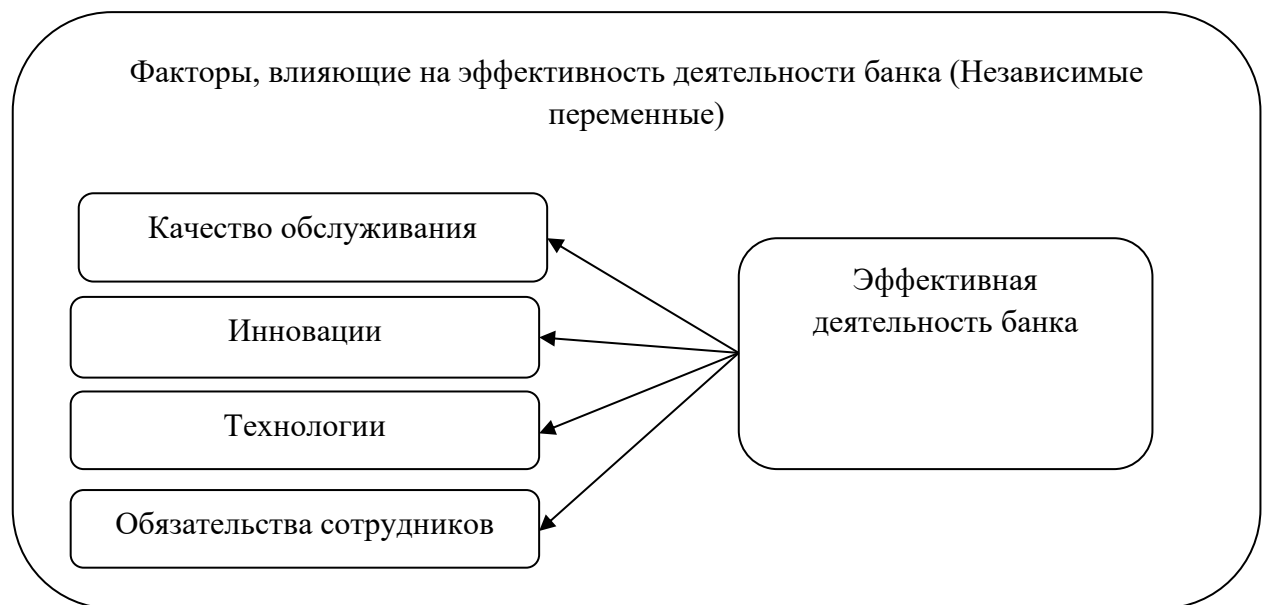 Факторы, влияющие на эффективность деятельности банка (Независимые
переменные)
Качество обслуживания
Инновации
Технологии
Обязательства сотрудников
Эффективная
деятельность банка